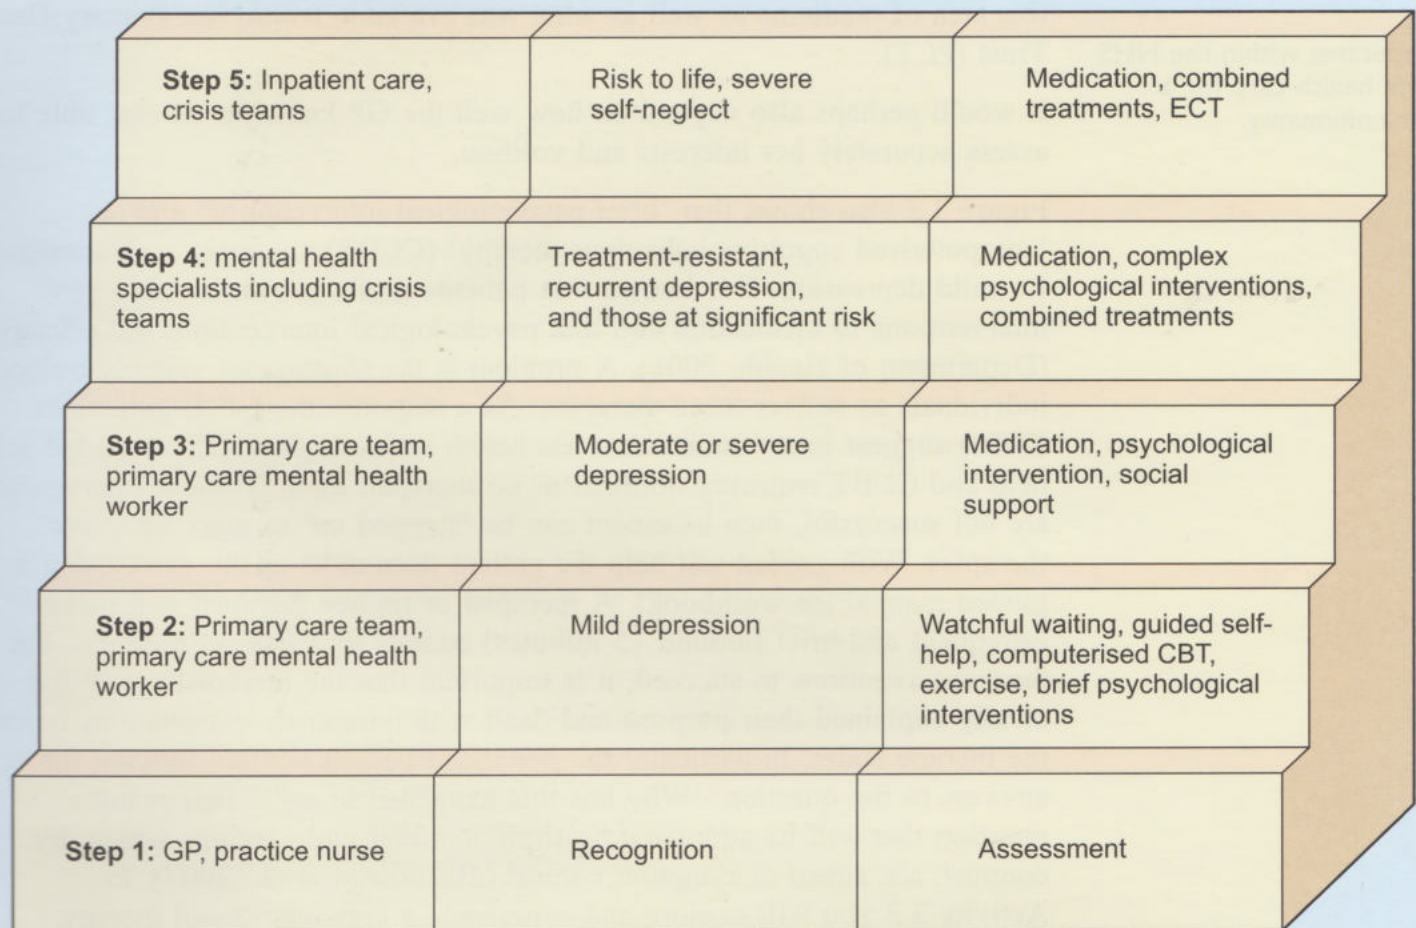 Step 5: Inpatient care,
crisis teams
Risk to life, severe
self-neglect
Medication, combined
treatments, ECT
Step 4: mental health
specialists including crisis
teams
Treatment-resistant,
recurrent depression,
and those at significant risk
Medication, complex
psychological interventions,
combined treatments
Step 3: Primary care team,
primary care mental health
worker
Moderate or severe
depression
Medication, psychological
intervention, social
support
Step 2: Primary care team,
primary care mental health
worker
Mild depression
Watchful waiting, guided self-
help, computerised CBT,
exercise, brief psychological
interventions
Step 1: GP, practice nurse
Recognition
Assessment